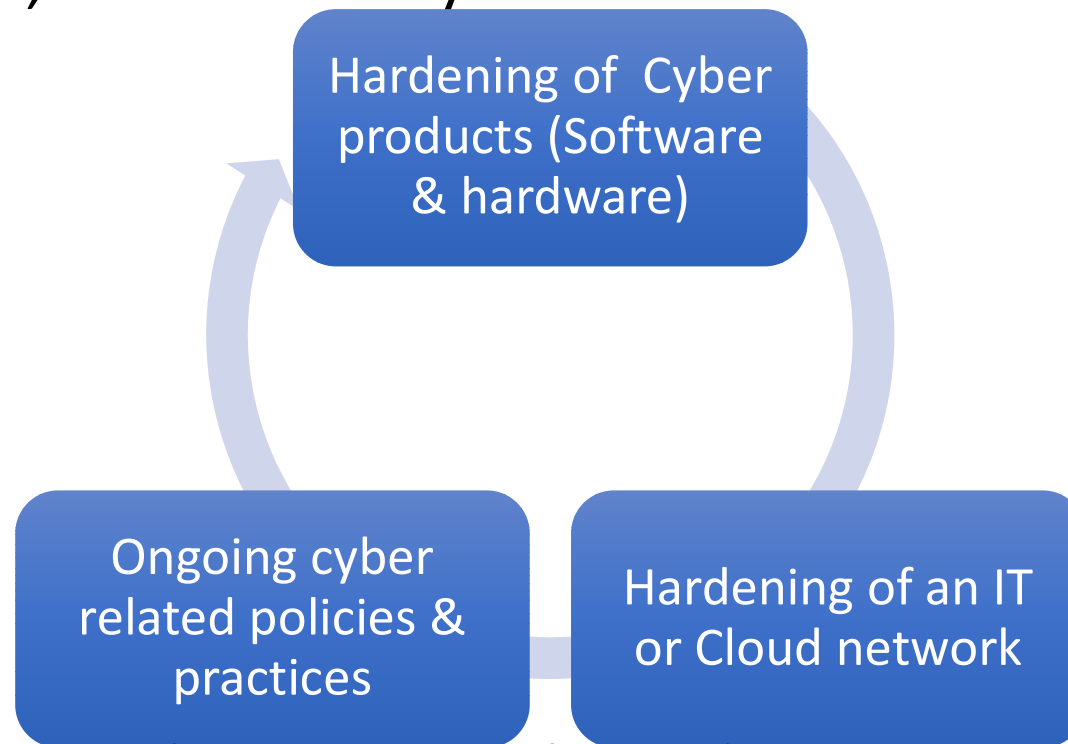 Hardening of  Cyber
products (Software
& hardware)
Ongoing cyber
related policies &
practices
Hardening of an IT
or Cloud network